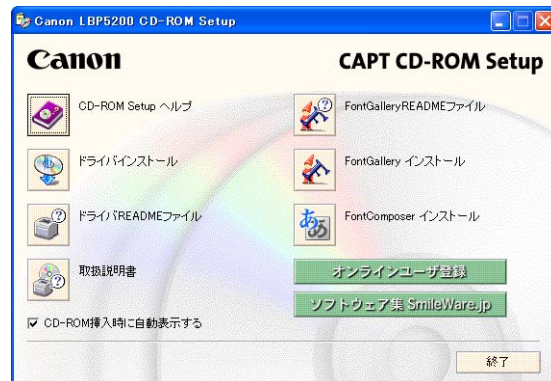 Canon LBP5200 CD-ROM Setup
Canon
CAPT CD-ROM Setup
CD-ROM Setup ヘルプ
ドライバインストール
ドライバREADMEファイル
取扱説明書
FontGalleryREADMEファイル
FontGallery インストール
FontComposer インストール
あぁ
オンラインユーザ登録
ソフトウェア集 SmileWare.jp
CD-ROM挿入時に自動表示する
終了